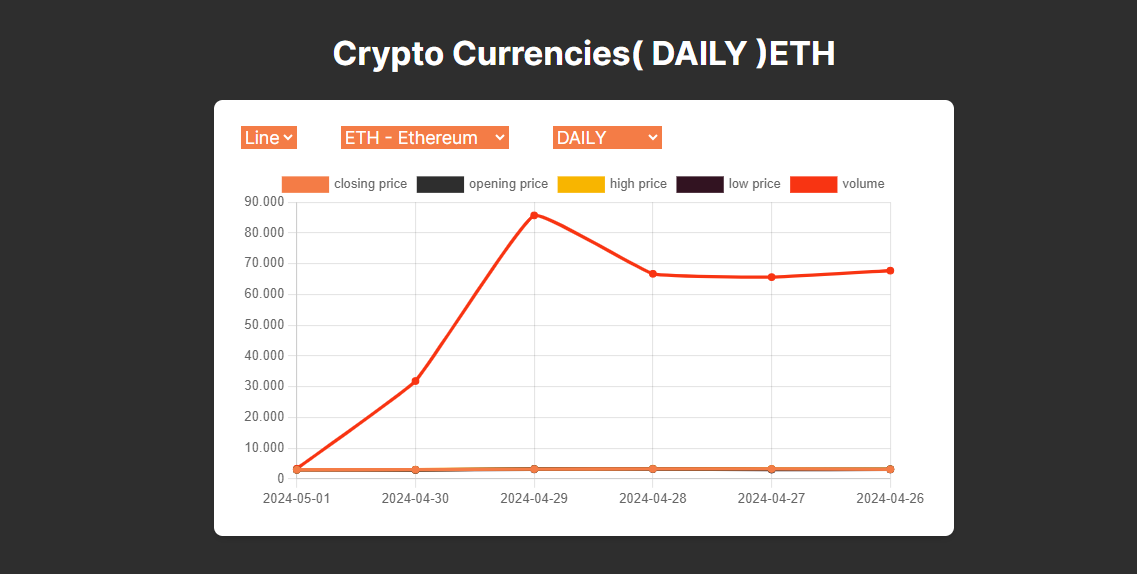 Crypto Currencies( DAILY )ETH
Line ETH - Ethereum DAILY
closing price opening price high price low price volume
90.000
80.000
70.000
60.000
50.000
40.000
30.000
20.000
10.000
0
2024-05-01 2024-04-30 2024-04-29 2024-04-28 2024-04-27 2024-04-26